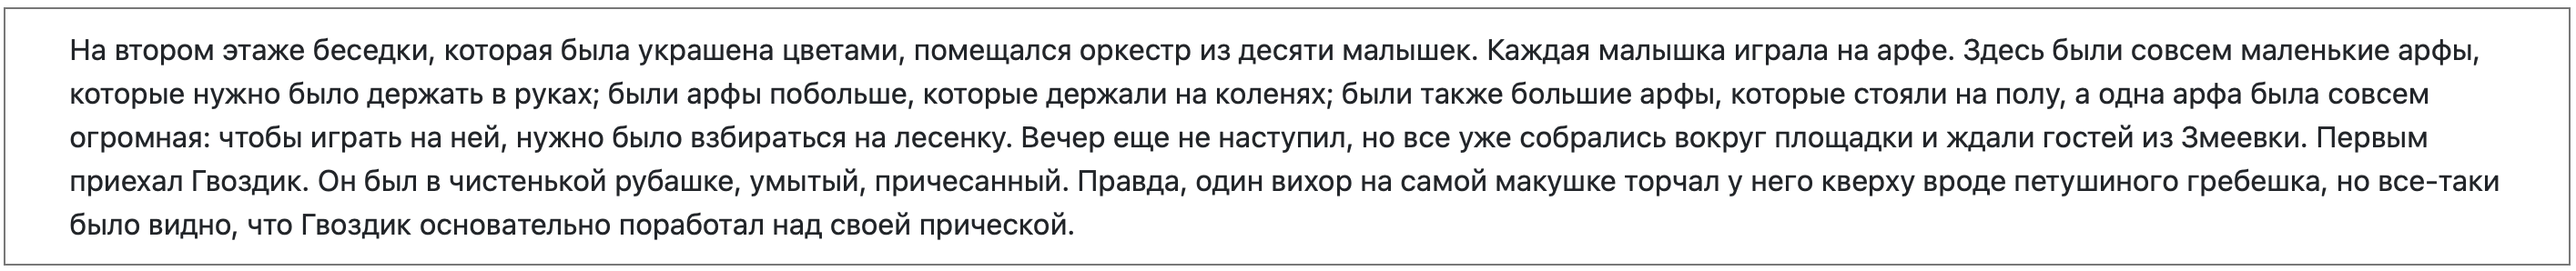 На втором этаже беседки, которая была украшена цветами, помещался оркестр из десяти малышек. Каждая малышка играла на арфе. Здесь были совсем маленькие арфы,
которые нужно было держать в руках; были арфы побольше, которые держали на коленях; были также большие арфы, которые стояли на полу, а одна арфа была совсем
огромная: чтобы играть на ней, нужно было взбираться на лесенку. Вечер еще не наступил, но все уже собрались вокруг площадки и ждали гостей из Змеевки. Первым
приехал Гвоздик. Он был в чистенькой рубашке, умытый, причесанный. Правда, один вихор на самой макушке торчал у него кверху вроде петушиного гребешка, но все-таки
было видно, что Гвоздик основательно поработал над своей прической.